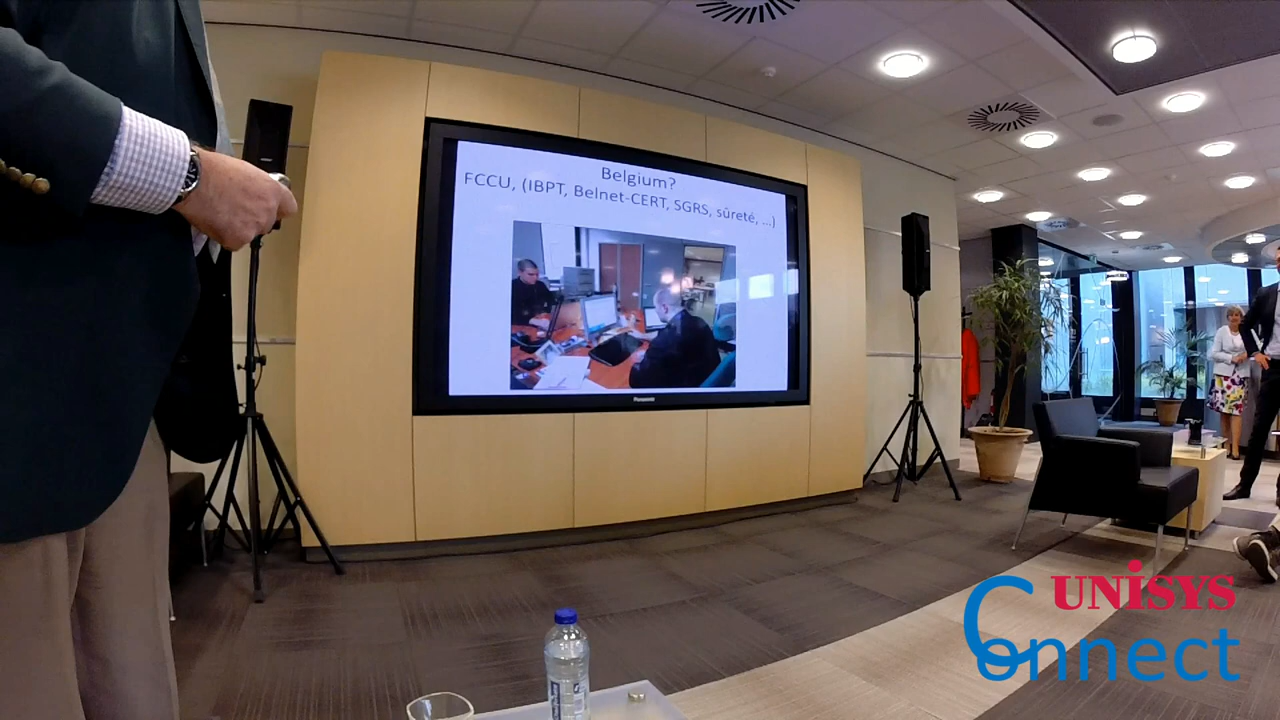 Belgium?
FCCU, (IBPT, Belnet-CERT, SGRS, sûreté, ...)
Panasonic
UNiSYS
Connect